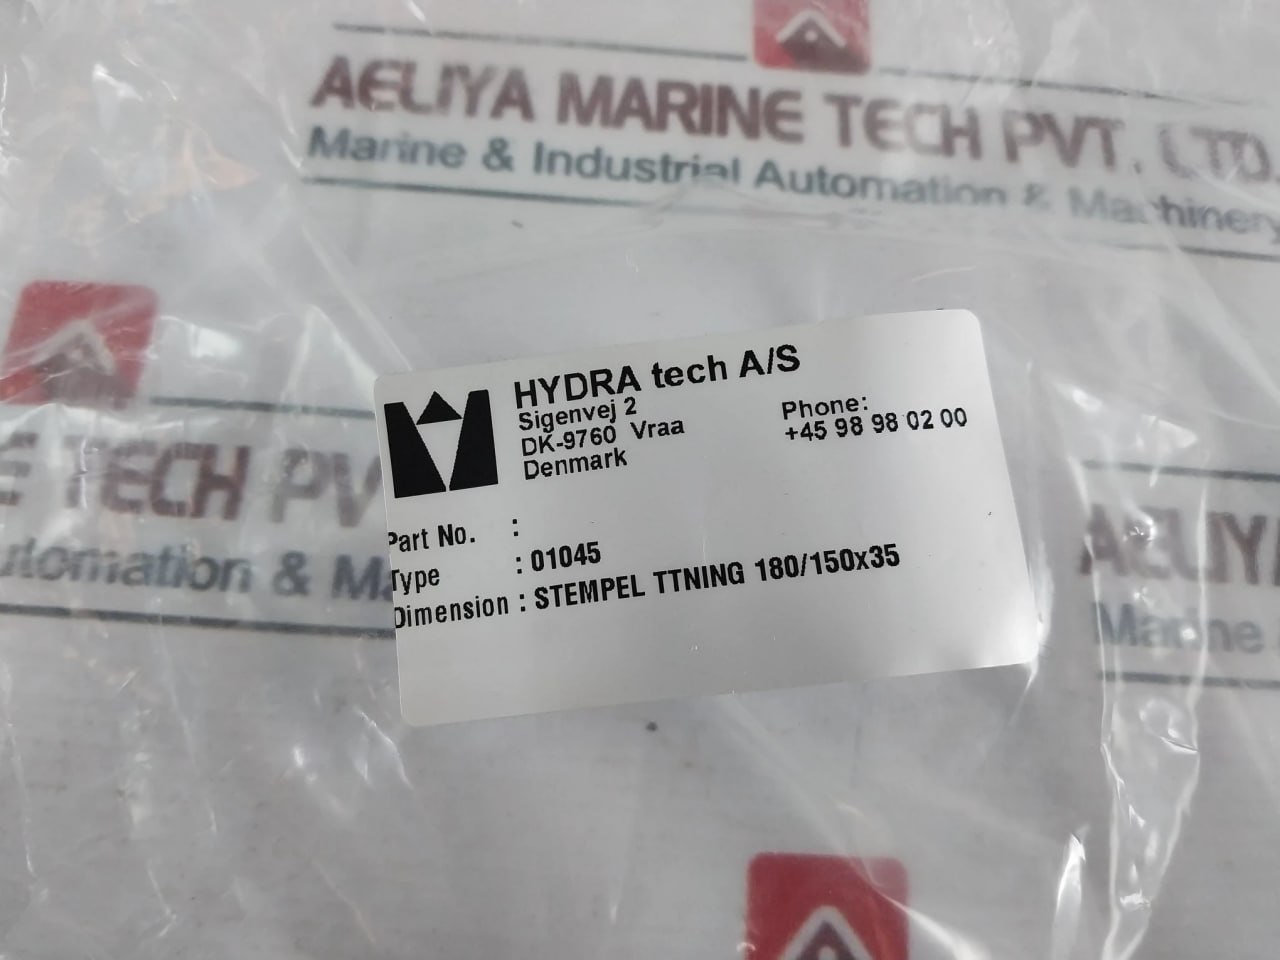 AELIYA MARINE TECH PVT. LTD.
Marine & Industrial Automation & Machinery
HYDRA tech A/S
Sigenvej 2
DK-9760 Vraa
Denmark
Phone:
+45 98 98 02 00
Part No. :
Type : 01045
Dimension : STEMPEL TTNING 180/150x35
E TECH PV
utomation & Ma
AELIYA
Marine &